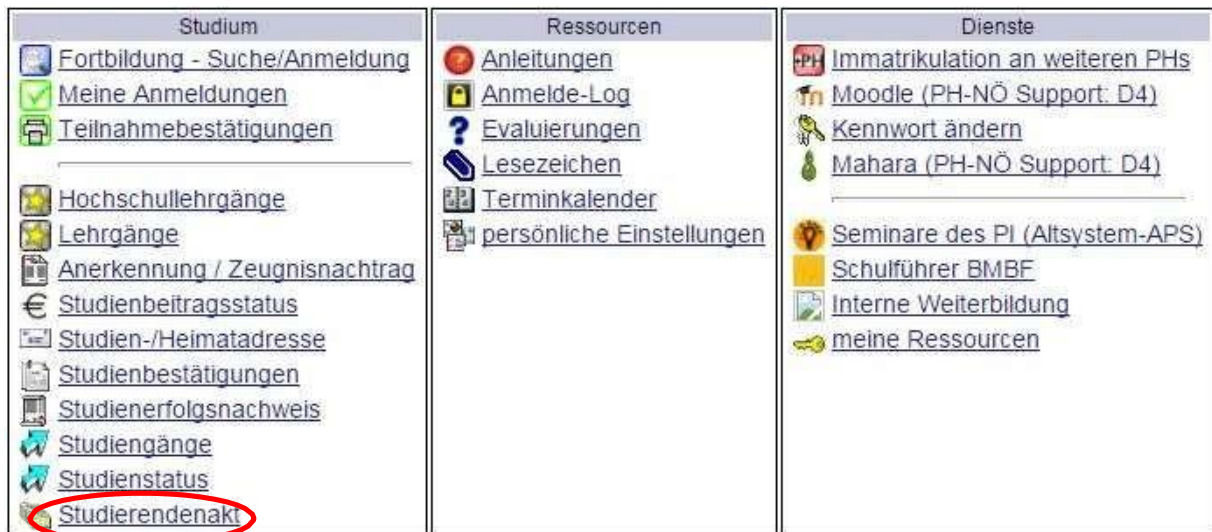 Studium
Fortbildung - Suche/Anmeldung
Meine Anmeldungen
Teilnahmebestätigungen
Hochschullehrgänge
Lehrgänge
Anerkennung / Zeugnisnachtrag
€ Studienbeitragsstatus
Studien-/Heimatadresse
Studienbestätigungen
Studienerfolgsnachweis
Studiengänge
Studienstatus
Studierendenakt
Ressourcen
Anleitungen
Anmelde-Log
? Evaluierungen
Lesezeichen
Terminkalender
persönliche Einstellungen
Dienste
+PH Immatrikulation an weiteren PHs
Moodle (PH-NÖ Support: D4)
Kennwort ändern
Mahara (PH-NÖ Support: D4)
Seminare des PI (Altsystem-APS)
Schulführer BMBF
Interne Weiterbildung
meine Ressourcen